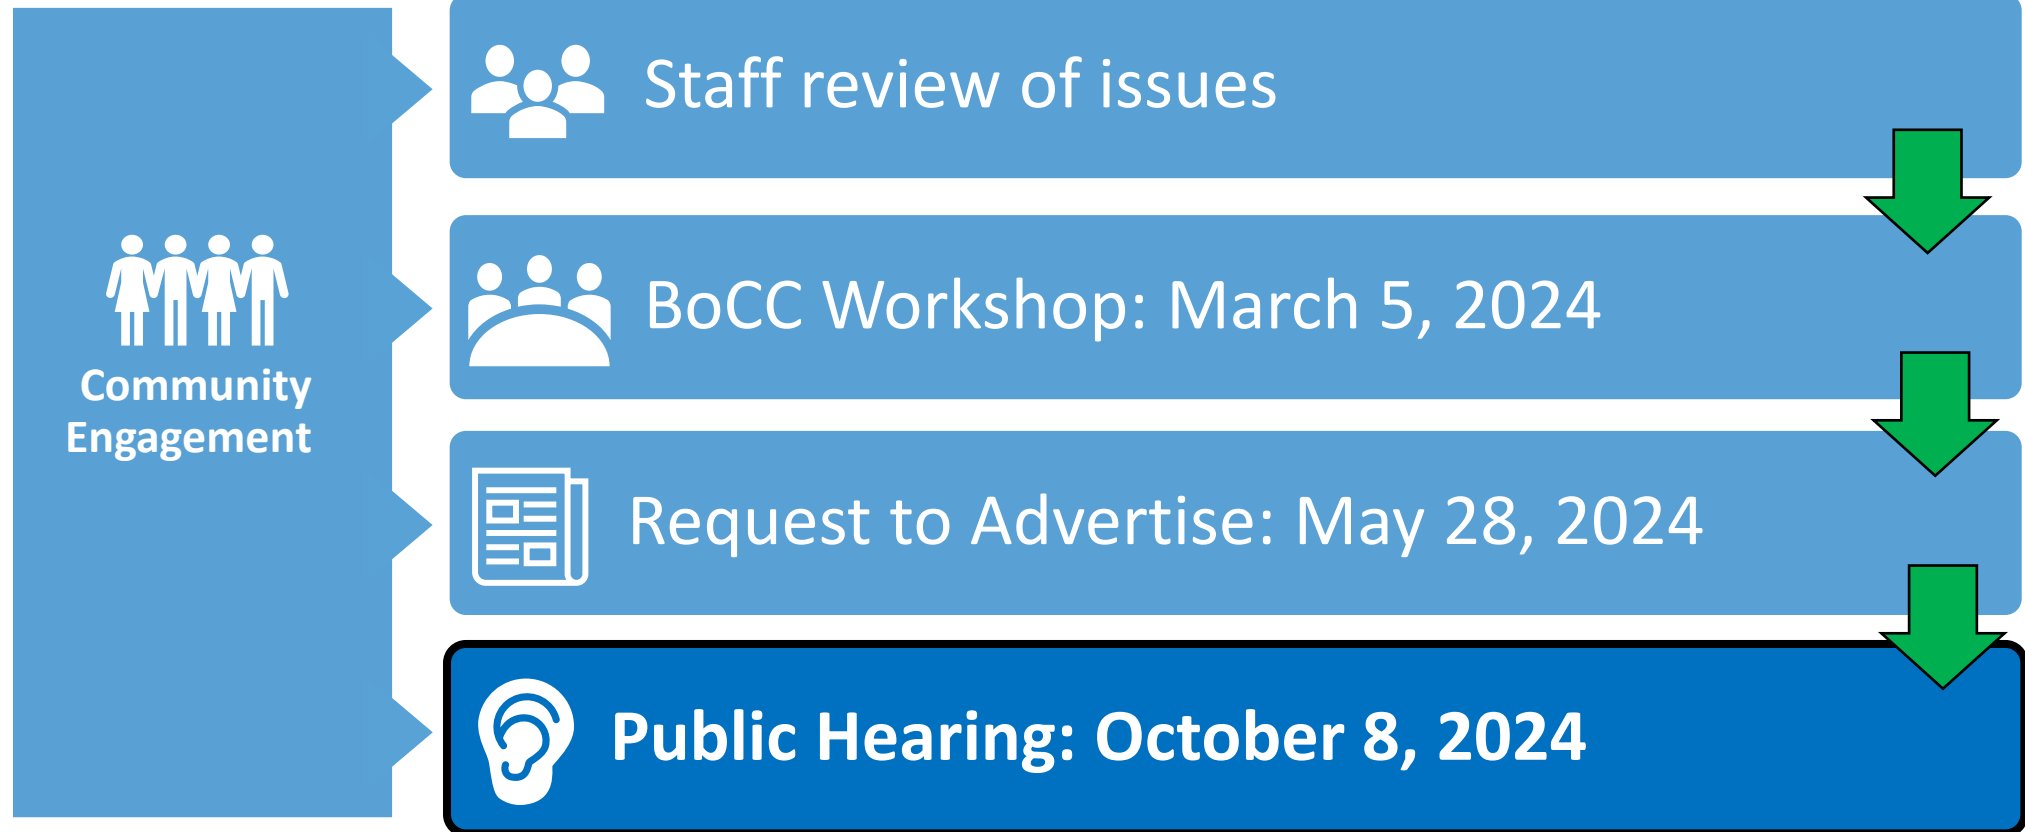 Community
Engagement
Staff review of issues
BoCC Workshop: March 5, 2024
Request to Advertise: May 28, 2024
Public Hearing: October 8, 2024